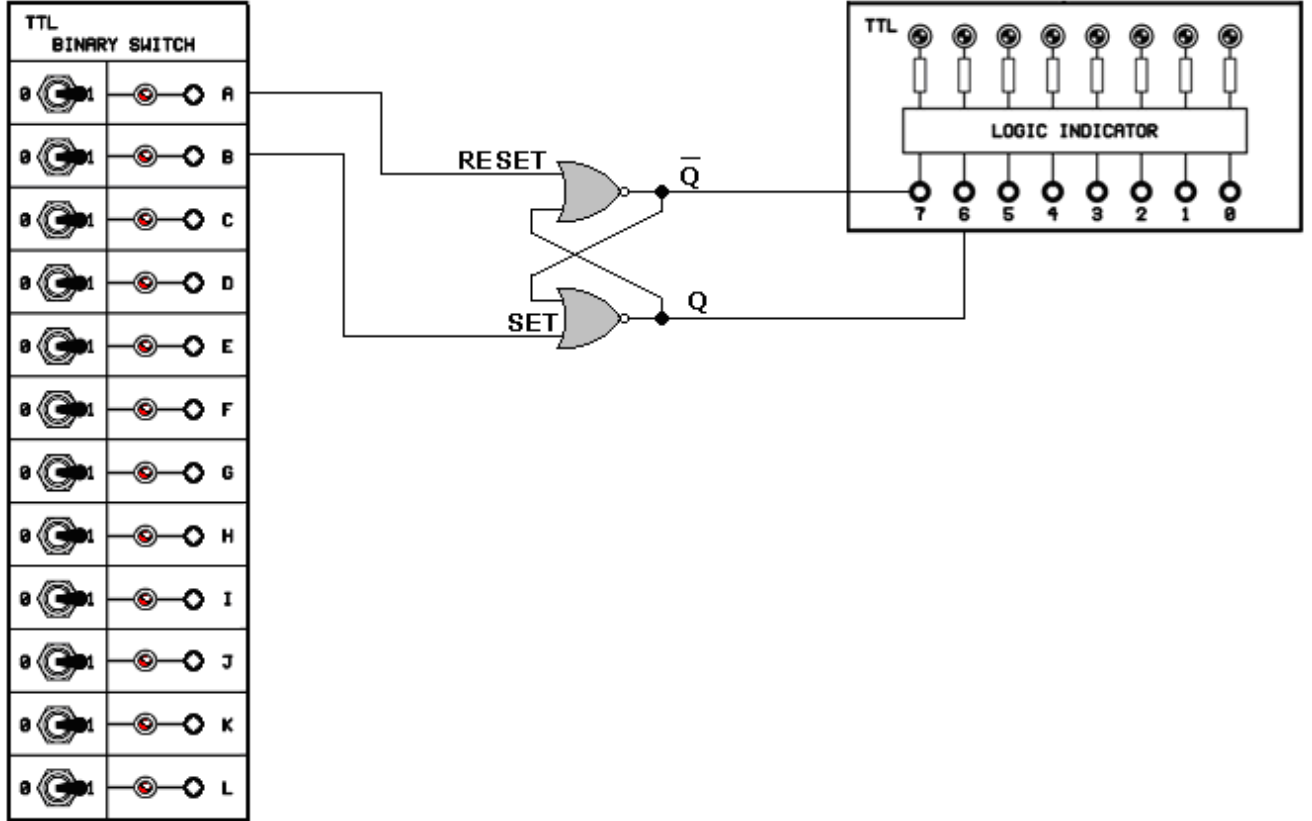 TTL
BINARY SWITCH
0 1 A
0 1 B
0 1 C
0 1 D
0 1 E
0 1 F
0 1 G
0 1 H
0 1 I
0 1 J
0 1 K
0 1 L
RESET
SET
Q̅
Q
TTL
LOGIC INDICATOR
7 6 5 4 3 2 1 0